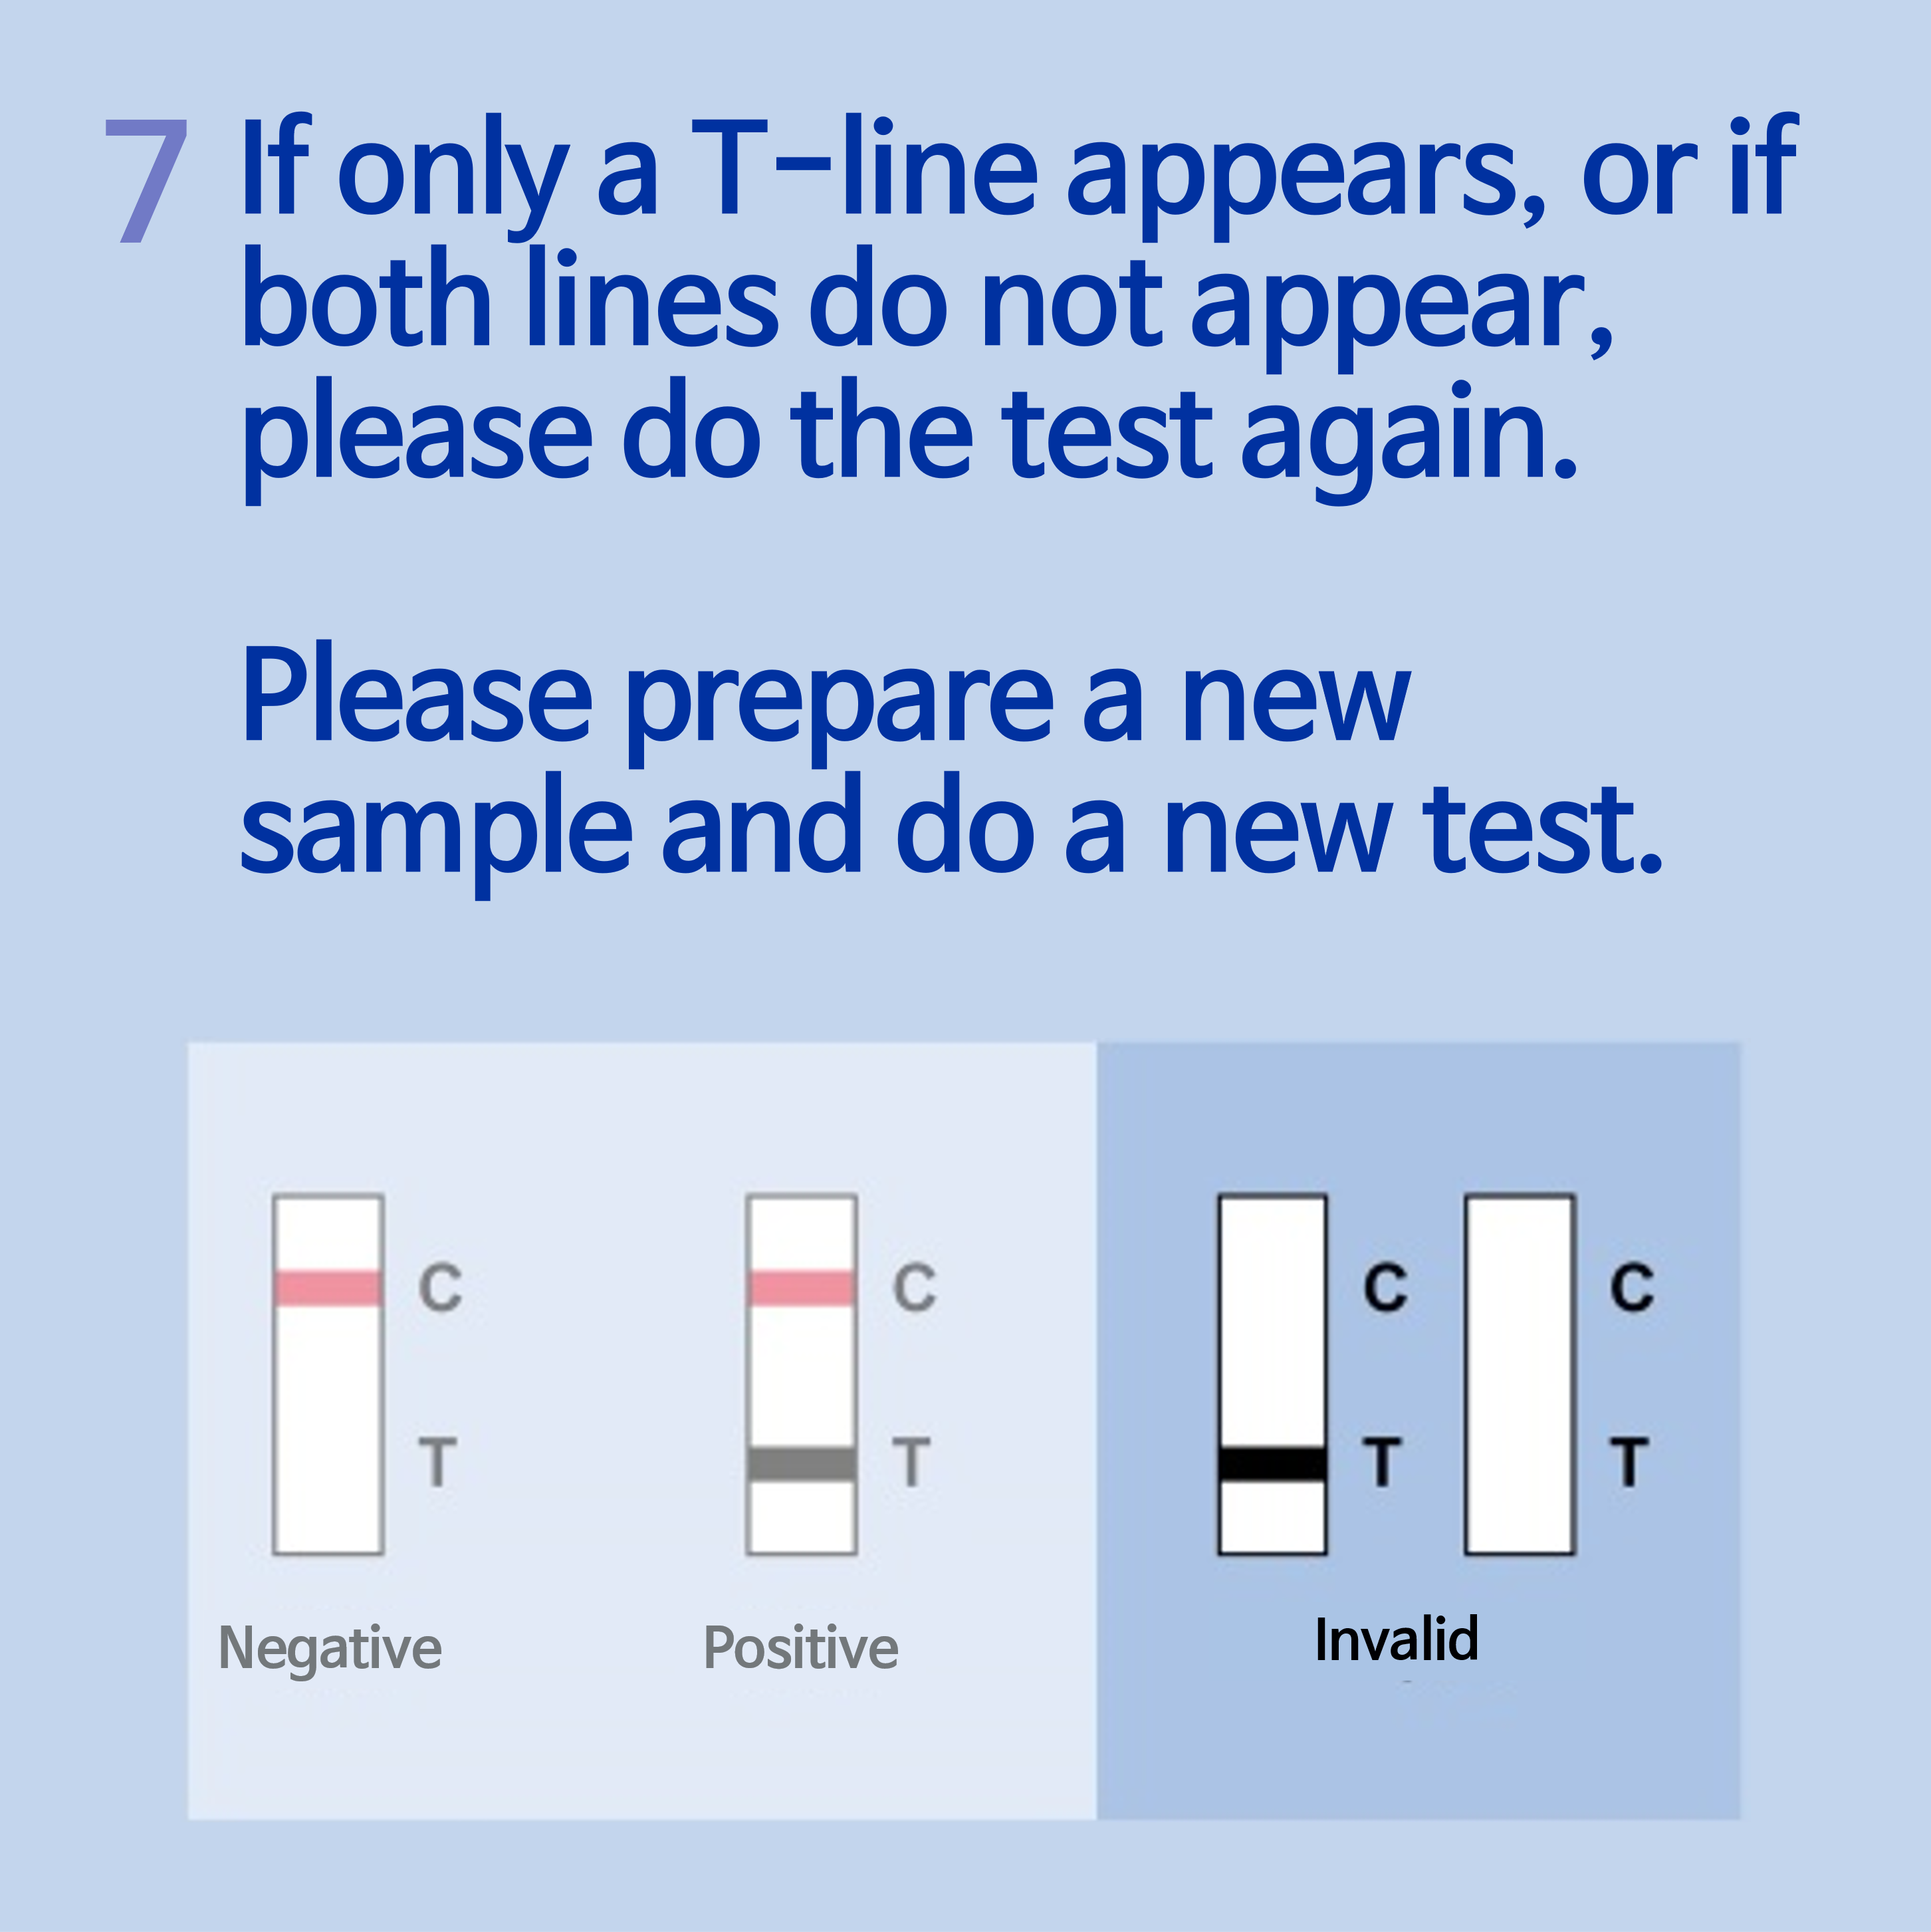 7 If only a T-line appears, or if
both lines do not appear,
please do the test again.
Please prepare a new
sample and do a new test.
C C C C
T T T T
Negative Positive Invalid